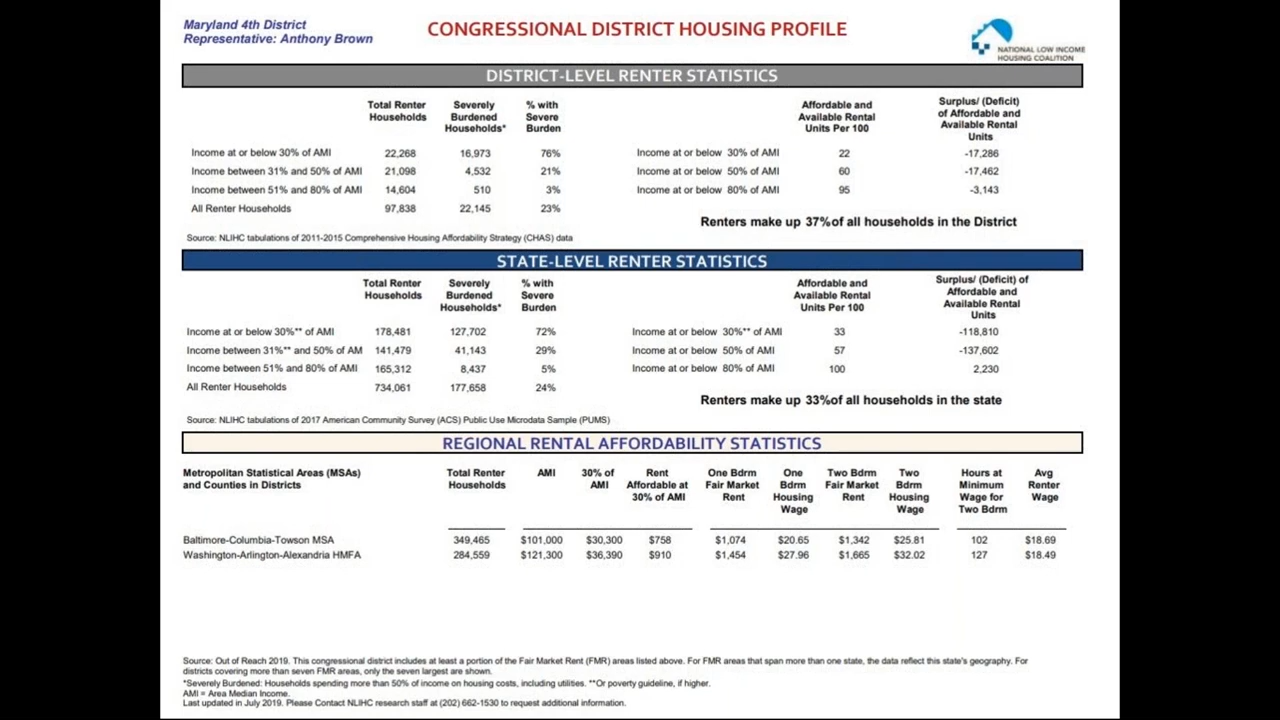 Maryland 4th District
Representative: Anthony Brown
CONGRESSIONAL DISTRICT HOUSING PROFILE
NATIONAL LOW INCOME
HOUSING COALITION
DISTRICT-LEVEL RENTER STATISTICS
Total Renter Households Severely Burdened Households* % with Severe Burden Affordable and Available Rental Units Per 100 Surplus/ (Deficit) of Affordable and Available Rental Units
Income at or below 30% of AMI 22,268 16,973 76% Income at or below 30% of AMI 22 -17,286
Income between 31% and 50% of AMI 21,098 4,532 21% Income at or below 50% of AMI 60 -17,462
Income between 51% and 80% of AMI 14,604 510 3% Income at or below 80% of AMI 95 -3,143
All Renter Households 97,838 22,145 23%
Renters make up 37%of all households in the District
Source: NLIHC tabulations of 2011-2015 Comprehensive Housing Affordability Strategy (CHAS) data
STATE-LEVEL RENTER STATISTICS
Total Renter Households Severely Burdened Households* % with Severe Burden Affordable and Available Rental Units Per 100 Surplus/ (Deficit) of Affordable and Available Rental Units
Income at or below 30%** of AMI 178,481 127,702 72% Income at or below 30%** of AMI 33 -118,810
Income between 31%** and 50% of AM 141,479 41,143 29% Income at or below 50% of AMI 57 -137,602
Income between 51% and 80% of AMI 165,312 8,437 5% Income at or below 80% of AMI 100 2,230
All Renter Households 734,061 177,658 24%
Renters make up 33%of all households in the state
Source: NLIHC tabulations of 2017 American Community Survey (ACS) Public Use Microdata Sample (PUMS)
REGIONAL RENTAL AFFORDABILITY STATISTICS
Metropolitan Statistical Areas (MSAs) and Counties in Districts Total Renter Households AMI 30% of AMI Rent Affordable at 30% of AMI One Bdrm Fair Market Rent One Bdrm Housing Wage Two Bdrm Fair Market Rent Two Bdrm Housing Wage Hours at Minimum Wage for Two Bdrm Avg Renter Wage
Baltimore-Columbia-Towson MSA 349,465 $101,000 $30,300 $758 $1,074 $20.65 $1,342 $25.81 102 $18.69
Washington-Arlington-Alexandria HMFA 284,559 $121,300 $36,390 $910 $1,454 $27.96 $1,665 $32.02 127 $18.49
Source: Out of Reach 2019. This congressional district includes at least a portion of the Fair Market Rent (FMR) areas listed above. For FMR areas that span more than one state, the data reflect this state's geography. For
districts covering more than seven FMR areas, only the seven largest are shown.
*Severely Burdened: Households spending more than 50% of income on housing costs, including utilities. **Or poverty guideline, if higher.
AMI = Area Median Income.
Last updated in July 2019. Please Contact NLIHC research staff at (202) 662-1530 to request additional information.